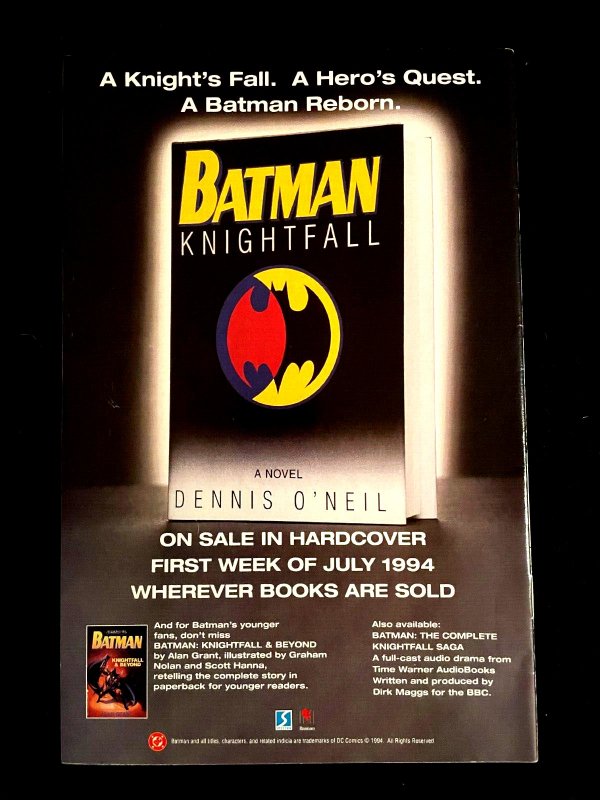 A Knight's Fall. A Hero's Quest.
A Batman Reborn.
BATMAN
KNIGHTFALL
A NOVEL
DENNIS O'NEIL
ON SALE IN HARDCOVER
FIRST WEEK OF JULY 1994
WHEREVER BOOKS ARE SOLD
BATMAN
KNIGHTFALL
& BEYOND
And for Batman's younger
fans, don't miss
BATMAN: KNIGHTFALL & BEYOND
by Alan Grant, illustrated by Graham
Nolan and Scott Hanna,
retelling the complete story in
paperback for younger readers.
Also available:
BATMAN: THE COMPLETE
KNIGHTFALL SAGA
A full-cast audio drama from
Time Warner AudioBooks
Written and produced by
Dirk Maggs for the BBC.
Batman and all titles, characters, and related indicia are trademarks of DC Comics © 1994. All Rights Reserved